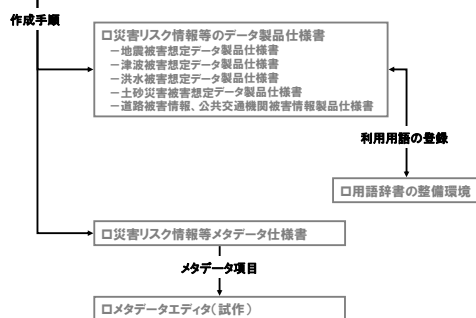 作成手順
□災害リスク情報等のデータ製品仕様書
－地震被害想定データ製品仕様書
－津波被害想定データ製品仕様書
－洪水被害想定データ製品仕様書
－土砂災害被害想定データ製品仕様書
－道路被害情報、公共交通機関被害情報製品仕様書
利用用語の登録
□用語辞書の整備環境
□災害リスク情報等メタデータ仕様書
メタデータ項目
□メタデータエディタ（試作）